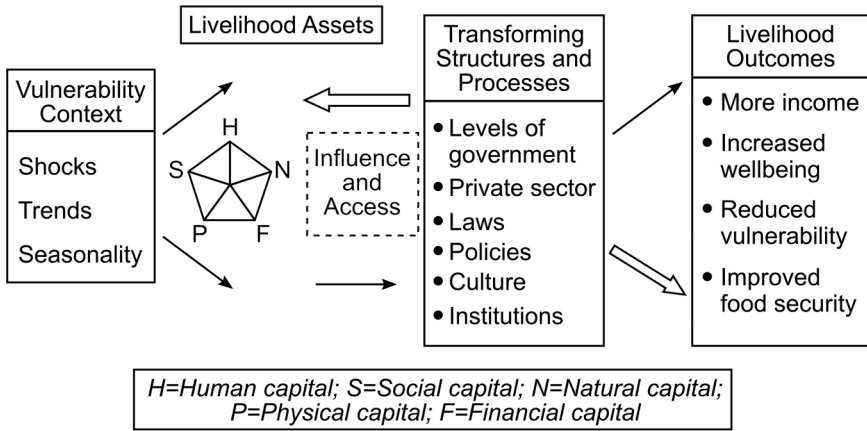 Livelihood Assets
Vulnerability
Context
Shocks
Trends
Seasonality
H
S
N
P
F
Influence
and
Access
Transforming
Structures and
Processes
• Levels of
government
• Private sector
• Laws
• Policies
• Culture
• Institutions
Livelihood
Outcomes
• More income
• Increased
wellbeing
• Reduced
vulnerability
• Improved
food security
H=Human capital; S=Social capital; N=Natural capital;
P=Physical capital; F=Financial capital